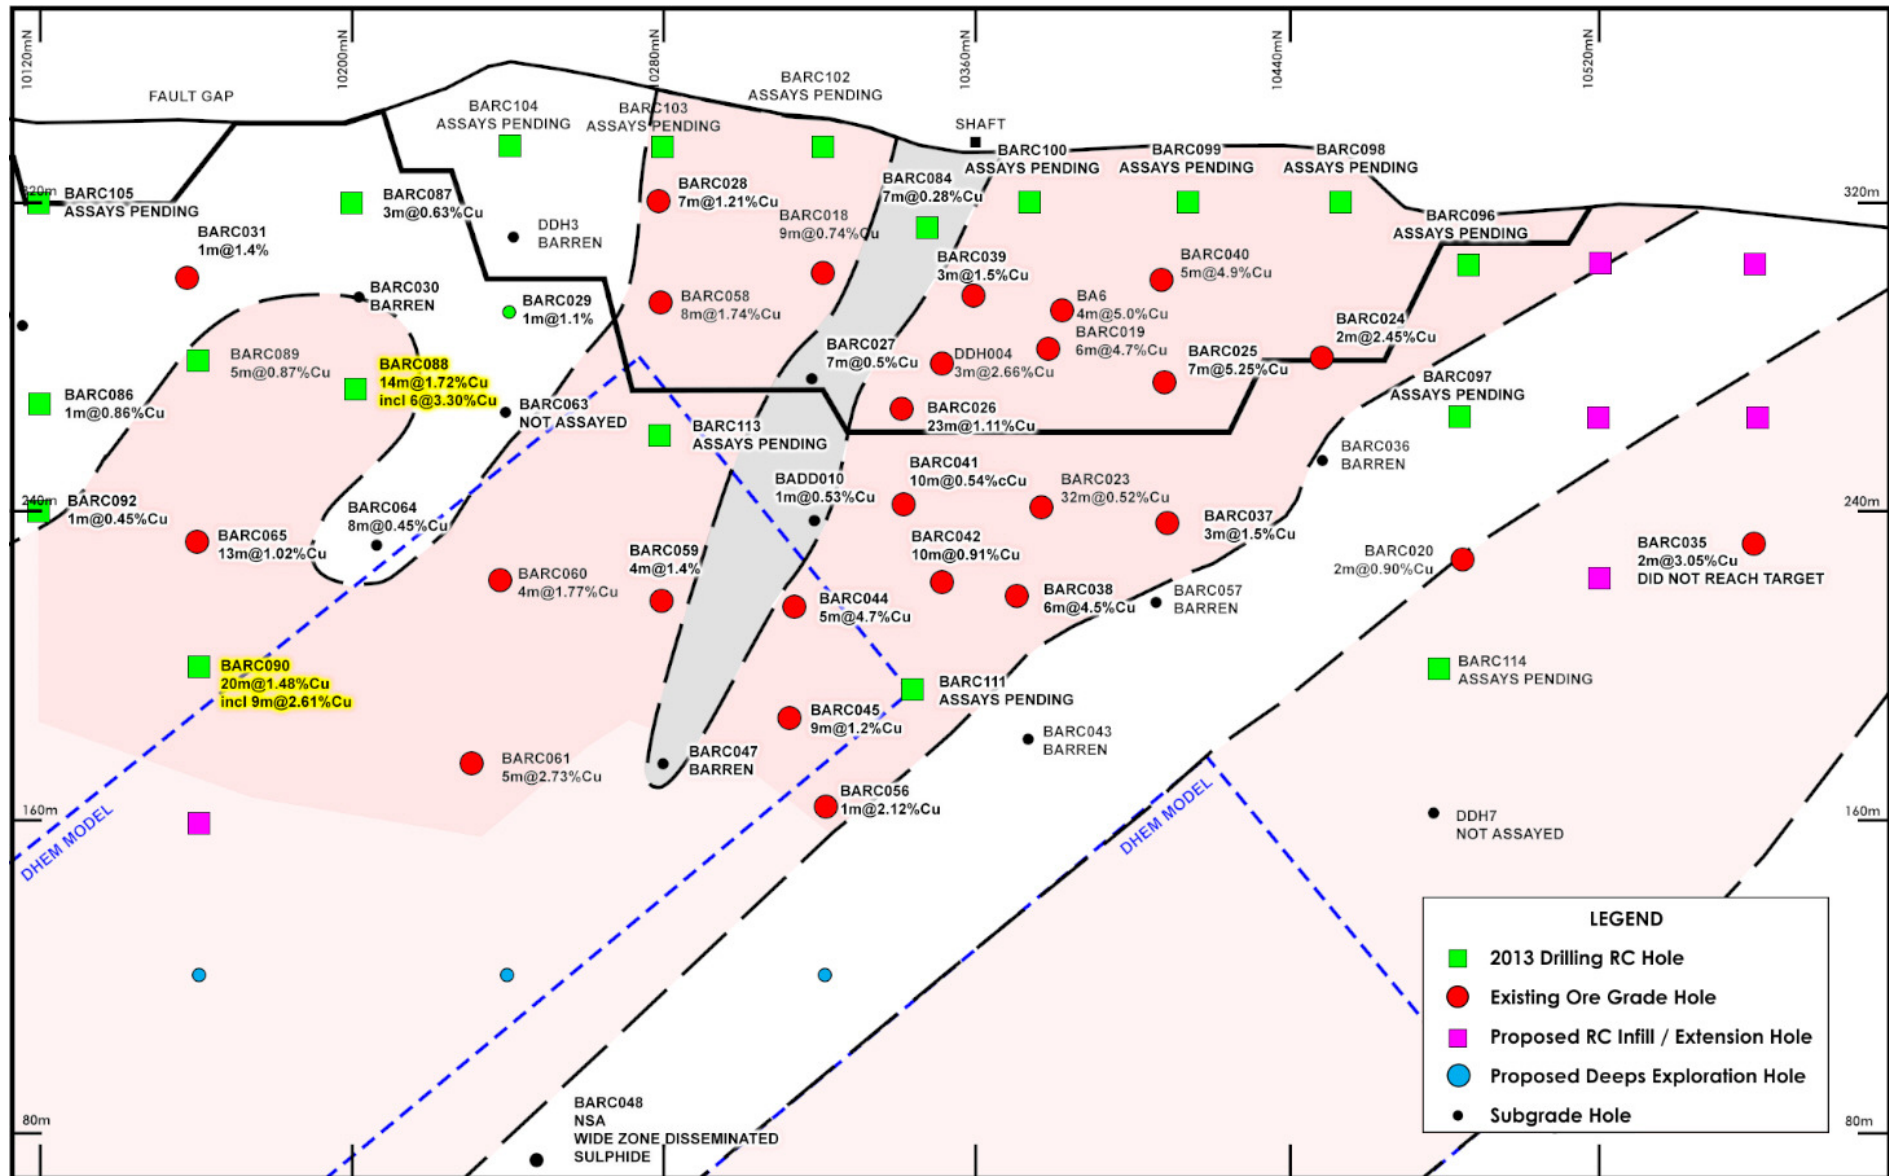 10120mN
10200mN
10280mN
10360mN
10440mN
10520mN
FAULT GAP
BARC104
ASSAYS PENDING
BARC103
ASSAYS PENDING
BARC102
ASSAYS PENDING
SHAFT
BARC100
ASSAYS PENDING
BARC099
ASSAYS PENDING
BARC098
ASSAYS PENDING
320m
BARC105
ASSAYS PENDING
BARC087
3m@0.63%Cu
BARC028
7m@1.21%Cu
BARC084
7m@0.28%Cu
320m
BARC031
1m@1.4%
DDH3
BARREN
BARC018
9m@0.74%Cu
BARC096
ASSAYS PENDING
BARC039
3m@1.5%Cu
BARC040
5m@4.9%Cu
BARC030
BARREN
BARC029
1m@1.1%
BARC058
8m@1.74%Cu
BA6
4m@5.0%Cu
BARC019
6m@4.7%Cu
BARC024
2m@2.45%Cu
BARC027
7m@0.5%Cu
DDH004
3m@2.66%Cu
BARC025
7m@5.25%Cu
BARC089
5m@0.87%Cu
BARC088
14m@1.72%Cu
incl 6@3.30%Cu
BARC097
ASSAYS PENDING
BARC086
1m@0.86%Cu
BARC063
NOT ASSAYED
BARC026
23m@1.11%Cu
BARC113
ASSAYS PENDING
BARC036
BARREN
BARC041
10m@0.54%cCu
BARC023
32m@0.52%Cu
BADD010
1m@0.53%Cu
240m
BARC092
1m@0.45%Cu
BARC064
8m@0.45%Cu
BARC037
3m@1.5%Cu
240m
BARC065
13m@1.02%Cu
BARC042
10m@0.91%Cu
BARC020
2m@0.90%Cu
BARC035
2m@3.05%Cu
DID NOT REACH TARGET
BARC059
4m@1.4%
BARC060
4m@1.77%Cu
BARC044
5m@4.7%Cu
BARC038
6m@4.5%Cu
BARC057
BARREN
BARC090
20m@1.48%Cu
incl 9m@2.61%Cu
BARC111
ASSAYS PENDING
BARC114
ASSAYS PENDING
BARC045
9m@1.2%Cu
BARC043
BARREN
BARC061
5m@2.73%Cu
BARC047
BARREN
BARC056
1m@2.12%Cu
160m
DDH7
NOT ASSAYED
160m
DHEM MODEL
DHEM MODEL
LEGEND
2013 Drilling RC Hole
Existing Ore Grade Hole
Proposed RC Infill / Extension Hole
Proposed Deeps Exploration Hole
Subgrade Hole
BARC048
NSA
WIDE ZONE DISSEMINATED
SULPHIDE
80m
80m